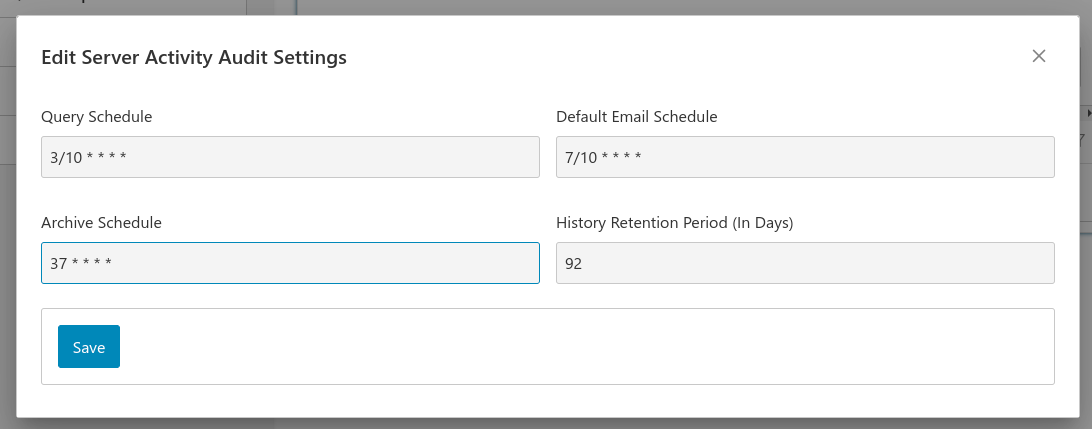 Edit Server Activity Audit Settings
Query Schedule
Default Email Schedule
3/10 * * * *
7/10 * * * *
Archive Schedule
History Retention Period (In Days)
37 * * * *
92
Save